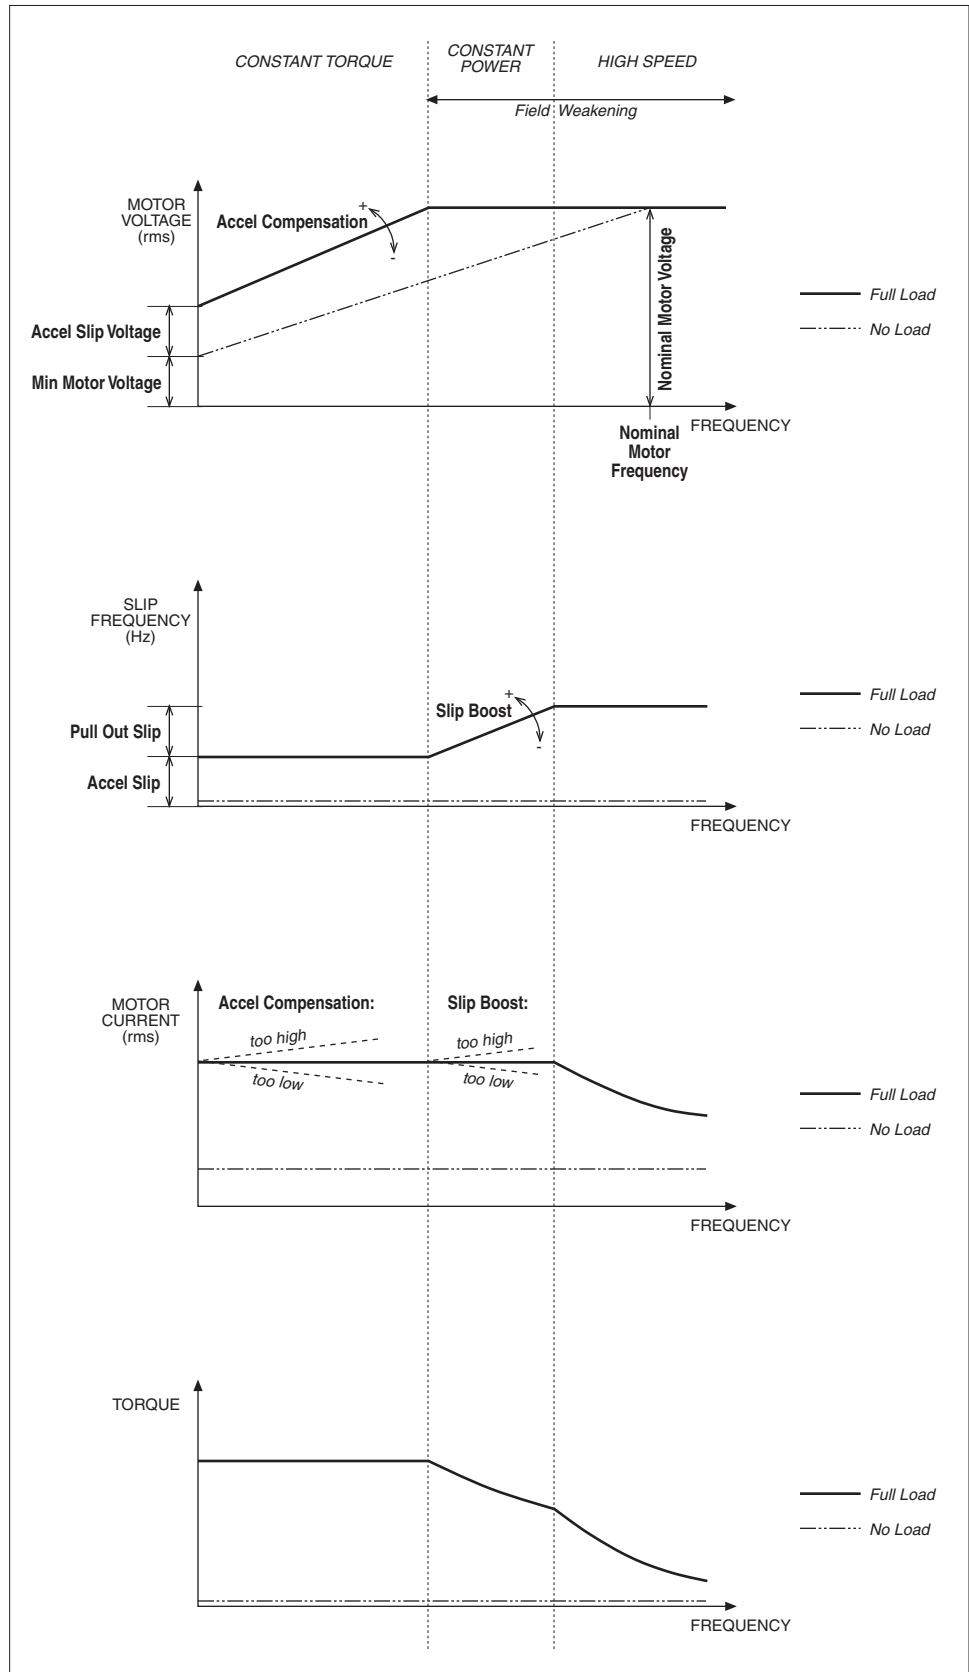 CONSTANT TORQUE
CONSTANT
POWER
HIGH SPEED
Field Weakening
MOTOR
VOLTAGE
(rms)
Accel Compensation
+
-
Accel Slip Voltage
Min Motor Voltage
Nominal Motor Voltage
Full Load
No Load
FREQUENCY
Nominal
Motor
Frequency
SLIP
FREQUENCY
(Hz)
Slip Boost
+
-
Pull Out Slip
Accel Slip
Full Load
No Load
FREQUENCY
MOTOR
CURRENT
(rms)
Accel Compensation:
too high
too low
Slip Boost:
too high
too low
Full Load
No Load
FREQUENCY
TORQUE
Full Load
No Load
FREQUENCY